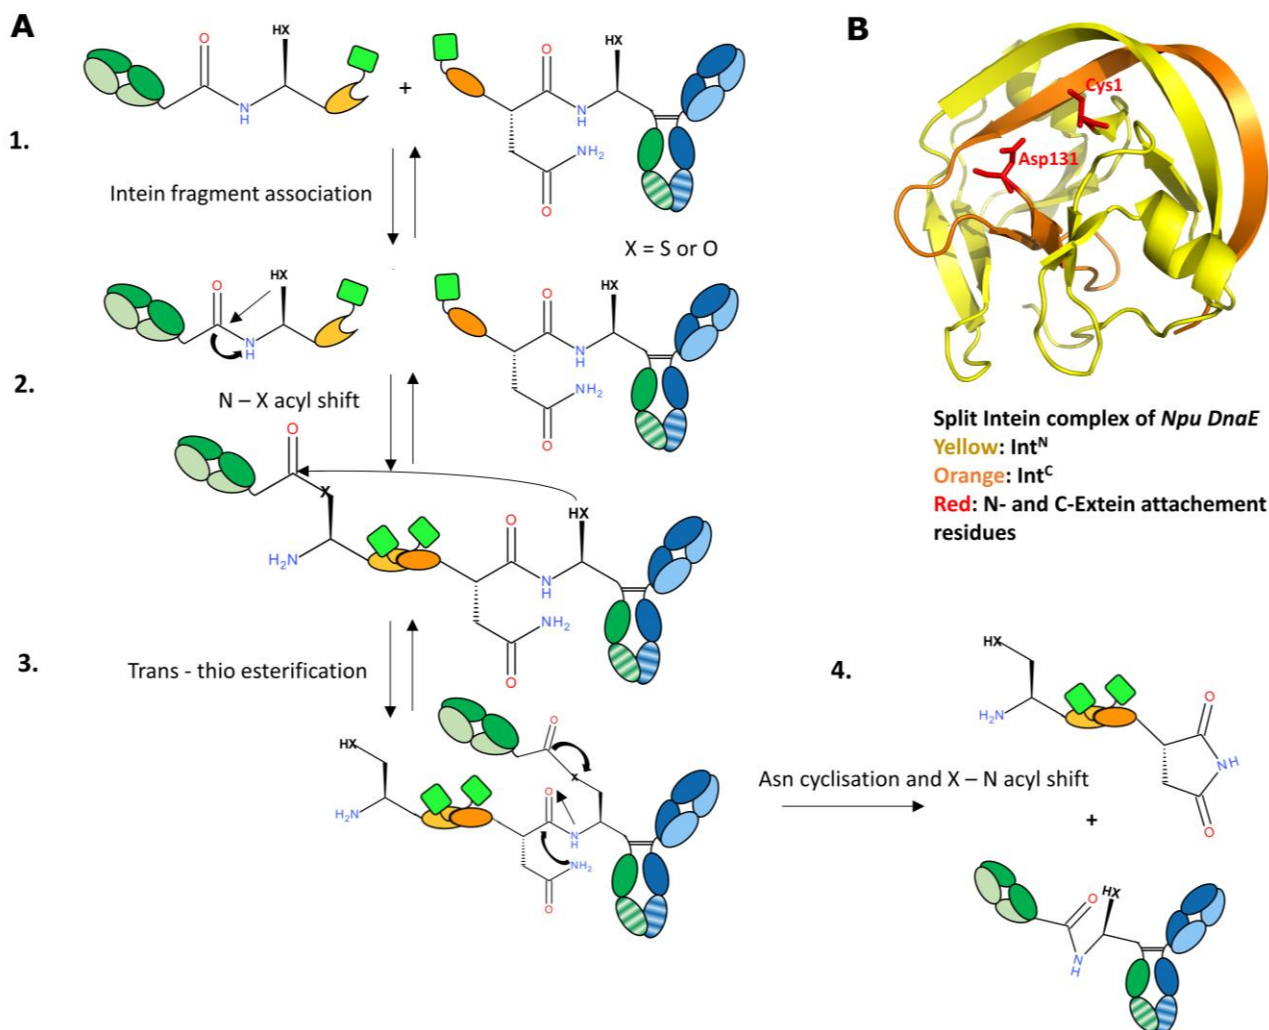 A
HX
O
N
H
+
HX
O
N
H
NH₂
O
1.
Intein fragment association
X = S or O
HX
O
N
H
HX
O
N
H
NH₂
O
2.
N – X acyl shift
O
X
H₂N
HX
O
N
H
NH₂
O
3.
Trans - thio esterification
HX
H₂N
O
X
O
N
H
NH₂
O
4.
Asn cyclisation and X – N acyl shift
HX
H₂N
O
NH
O
+
O
HX
N
H
B
Cys1
Asp131
Split Intein complex of Npu DnaE
Yellow: Intᴺ
Orange: Intᶜ
Red: N- and C-Extein attachement
residues